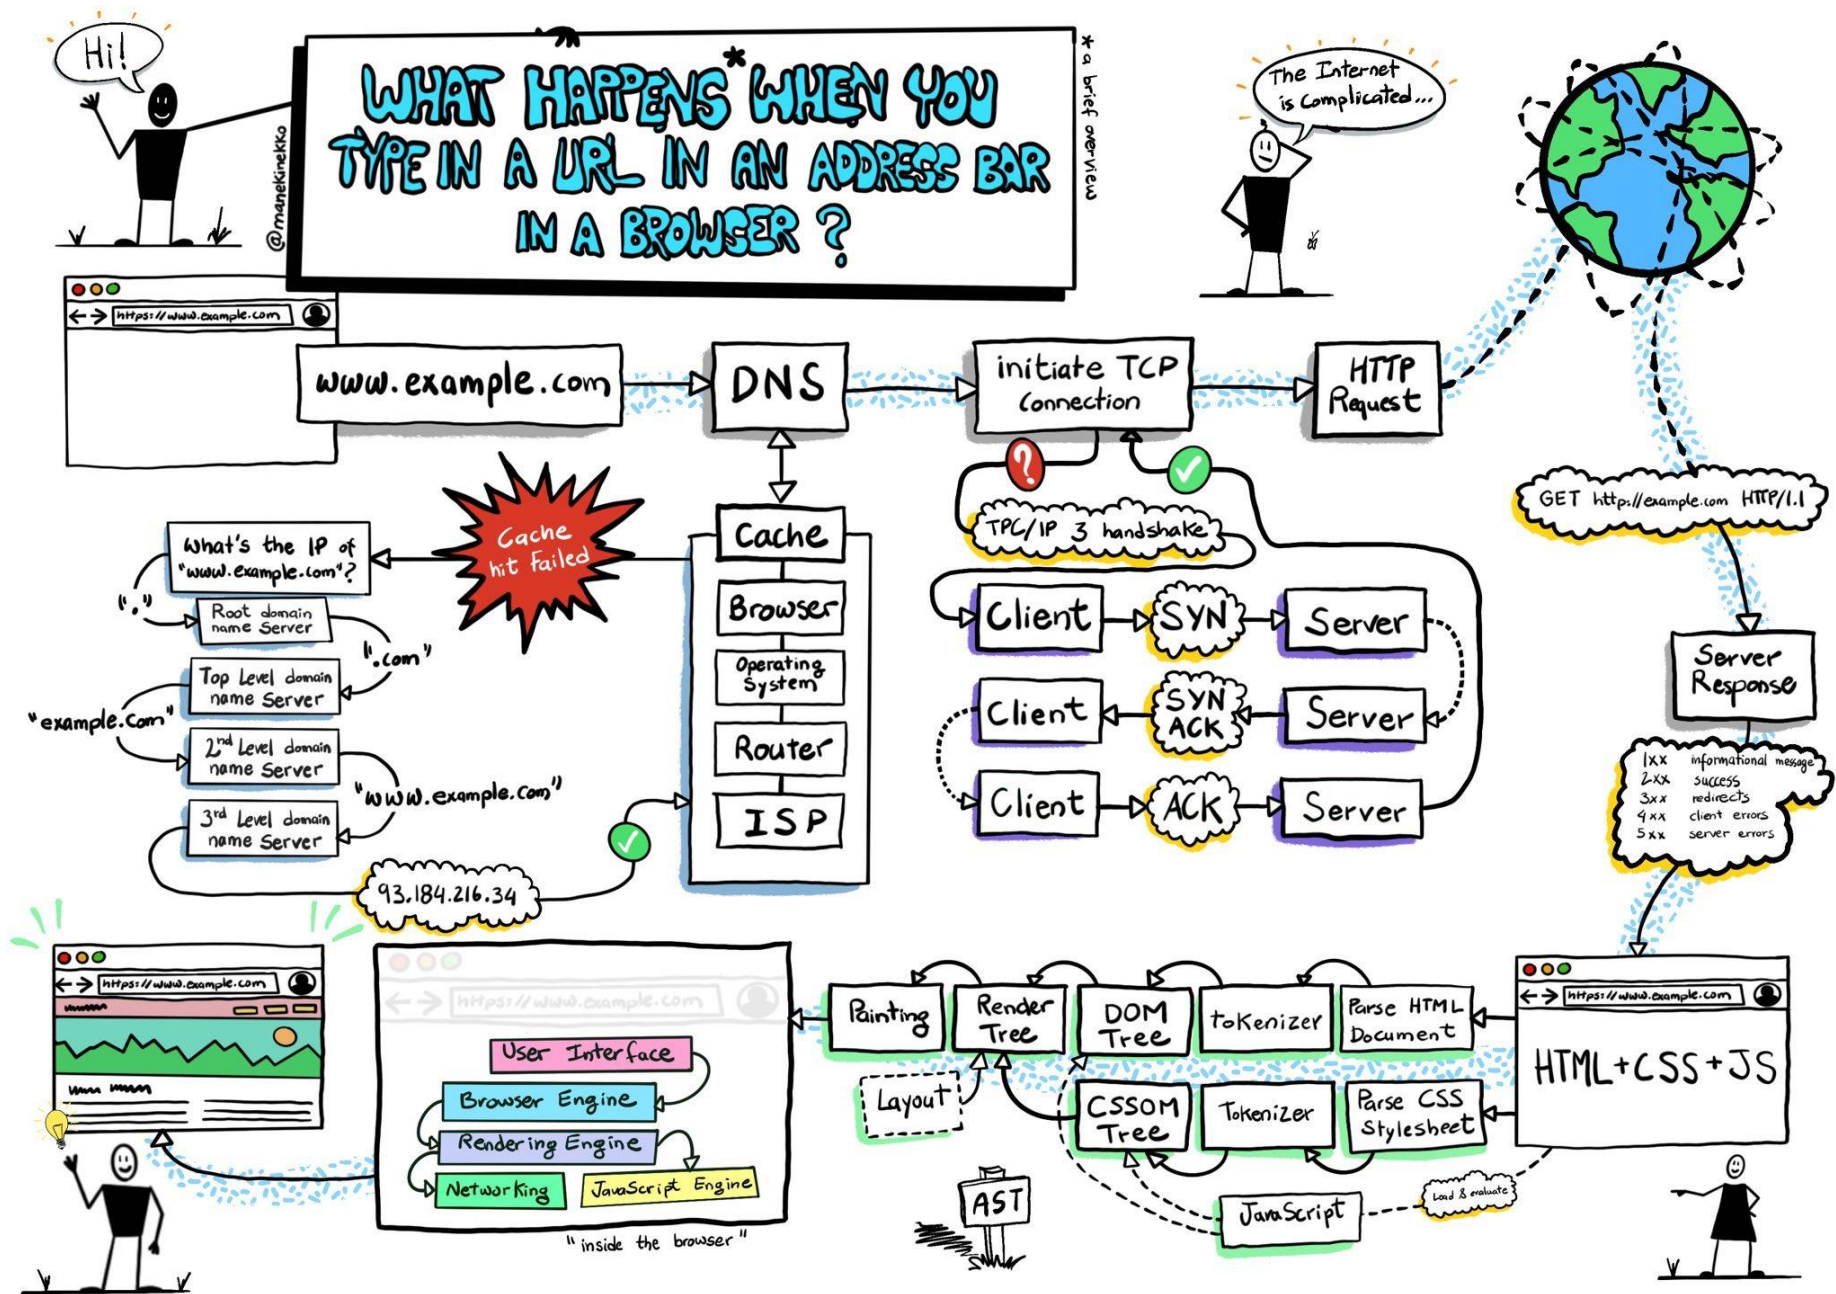 Hi!
WHAT HAPPENS* WHEN YOU
TYPE IN A URL IN AN ADDRESS BAR
IN A BROWSER ?
* a brief overview
@manekinekko
The Internet
is complicated...
https://www.example.com
www.example.com
DNS
initiate TCP
Connection
HTTP
Request
GET http://example.com HTTP/1.1
Server
Response
1xx informational message
2xx success
3xx redirects
4xx client errors
5xx server errors
Cache
hit Failed
Cache
Browser
Operating
System
Router
ISP
What's the IP of
"www.example.com"?
"."
Root domain
name Server
".com"
Top Level domain
name Server
"example.com"
2nd Level domain
name Server
"www.example.com"
3rd Level domain
name Server
93.184.216.34
?
TPC/IP 3 handshake
Client
SYN
Server
Client
SYN
ACK
Server
Client
ACK
Server
https://www.example.com
HTML+CSS+JS
Parse HTML
Document
toKenizer
DOM
Tree
Render
Tree
Painting
Layout
Parse CSS
Stylesheet
Tokenizer
CSSOM
Tree
Load & evaluate
JavaScript
AST
https://www.example.com
User Interface
Browser Engine
Rendering Engine
Networking
JavaScript Engine
"inside the browser"
https://www.example.com